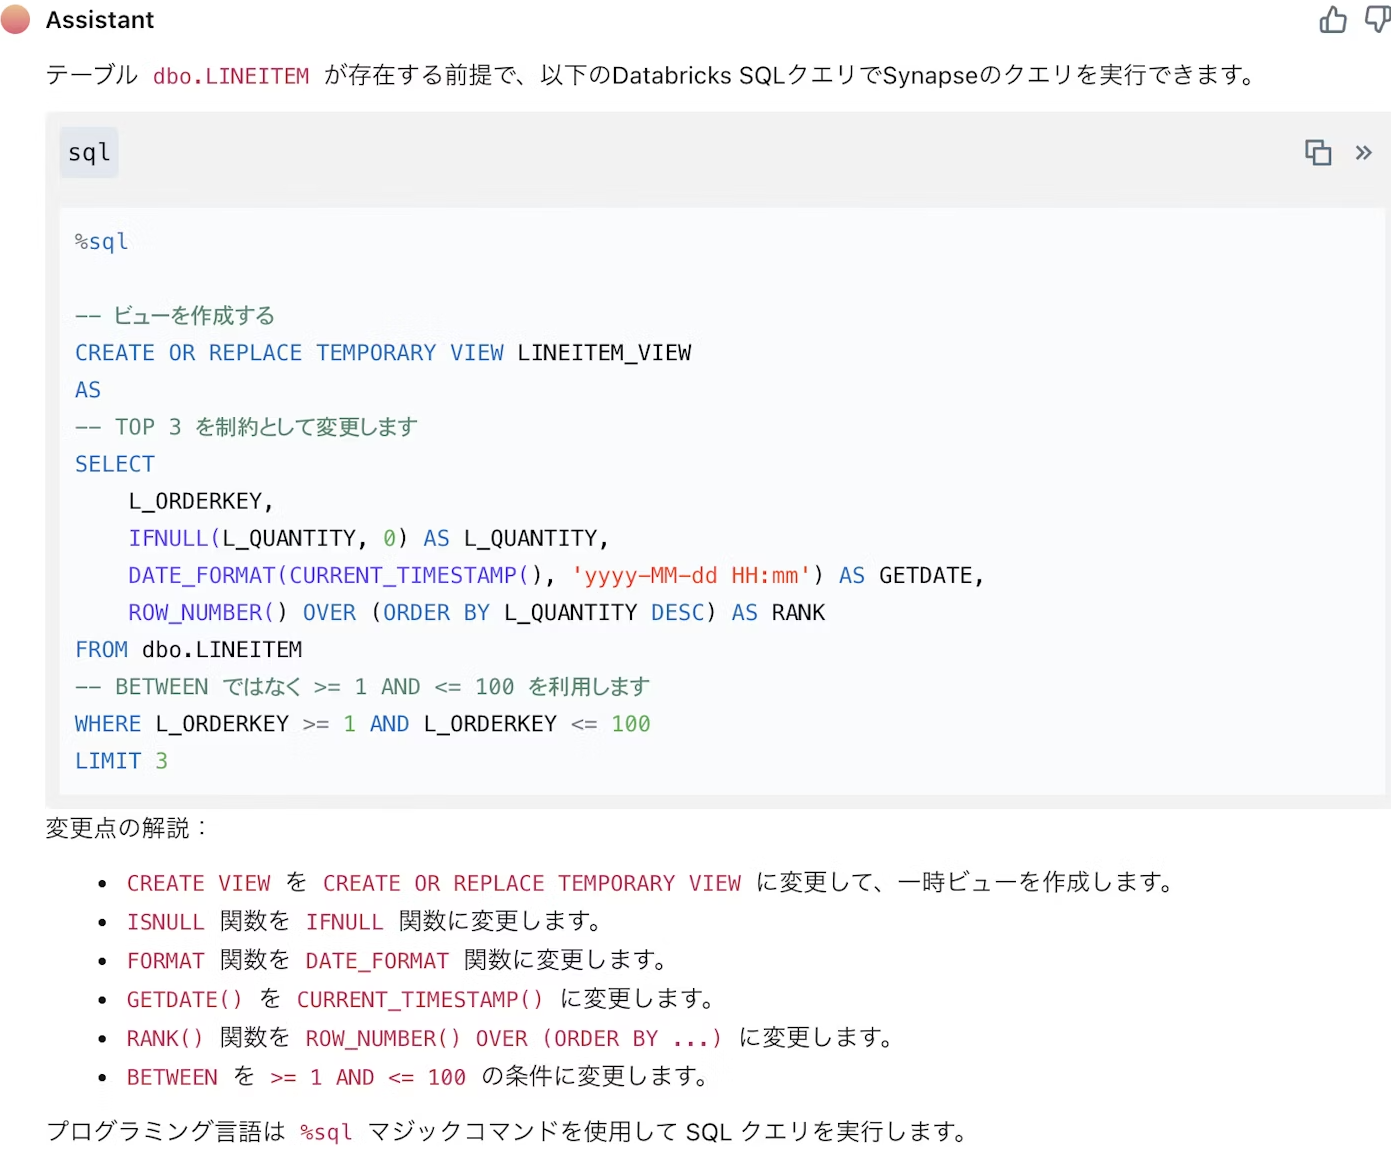 Assistant
テーブル dbo.LINEITEM が存在する前提で、以下のDatabricks SQLクエリでSynapseのクエリを実行できます。
sql
%sql
-- ビューを作成する
CREATE OR REPLACE TEMPORARY VIEW LINEITEM_VIEW
AS
-- TOP 3 を制約として変更します
SELECT
    L_ORDERKEY,
    IFNULL(L_QUANTITY, 0) AS L_QUANTITY,
    DATE_FORMAT(CURRENT_TIMESTAMP(), 'yyyy-MM-dd HH:mm') AS GETDATE,
    ROW_NUMBER() OVER (ORDER BY L_QUANTITY DESC) AS RANK
FROM dbo.LINEITEM
-- BETWEEN ではなく >= 1 AND <= 100 を利用します
WHERE L_ORDERKEY >= 1 AND L_ORDERKEY <= 100
LIMIT 3
変更点の解説：
• CREATE VIEW を CREATE OR REPLACE TEMPORARY VIEW に変更して、一時ビューを作成します。
• ISNULL 関数を IFNULL 関数に変更します。
• FORMAT 関数を DATE_FORMAT 関数に変更します。
• GETDATE() を CURRENT_TIMESTAMP() に変更します。
• RANK() 関数を ROW_NUMBER() OVER (ORDER BY ...) に変更します。
• BETWEEN を >= 1 AND <= 100 の条件に変更します。
プログラミング言語は %sql マジックコマンドを使用して SQL クエリを実行します。